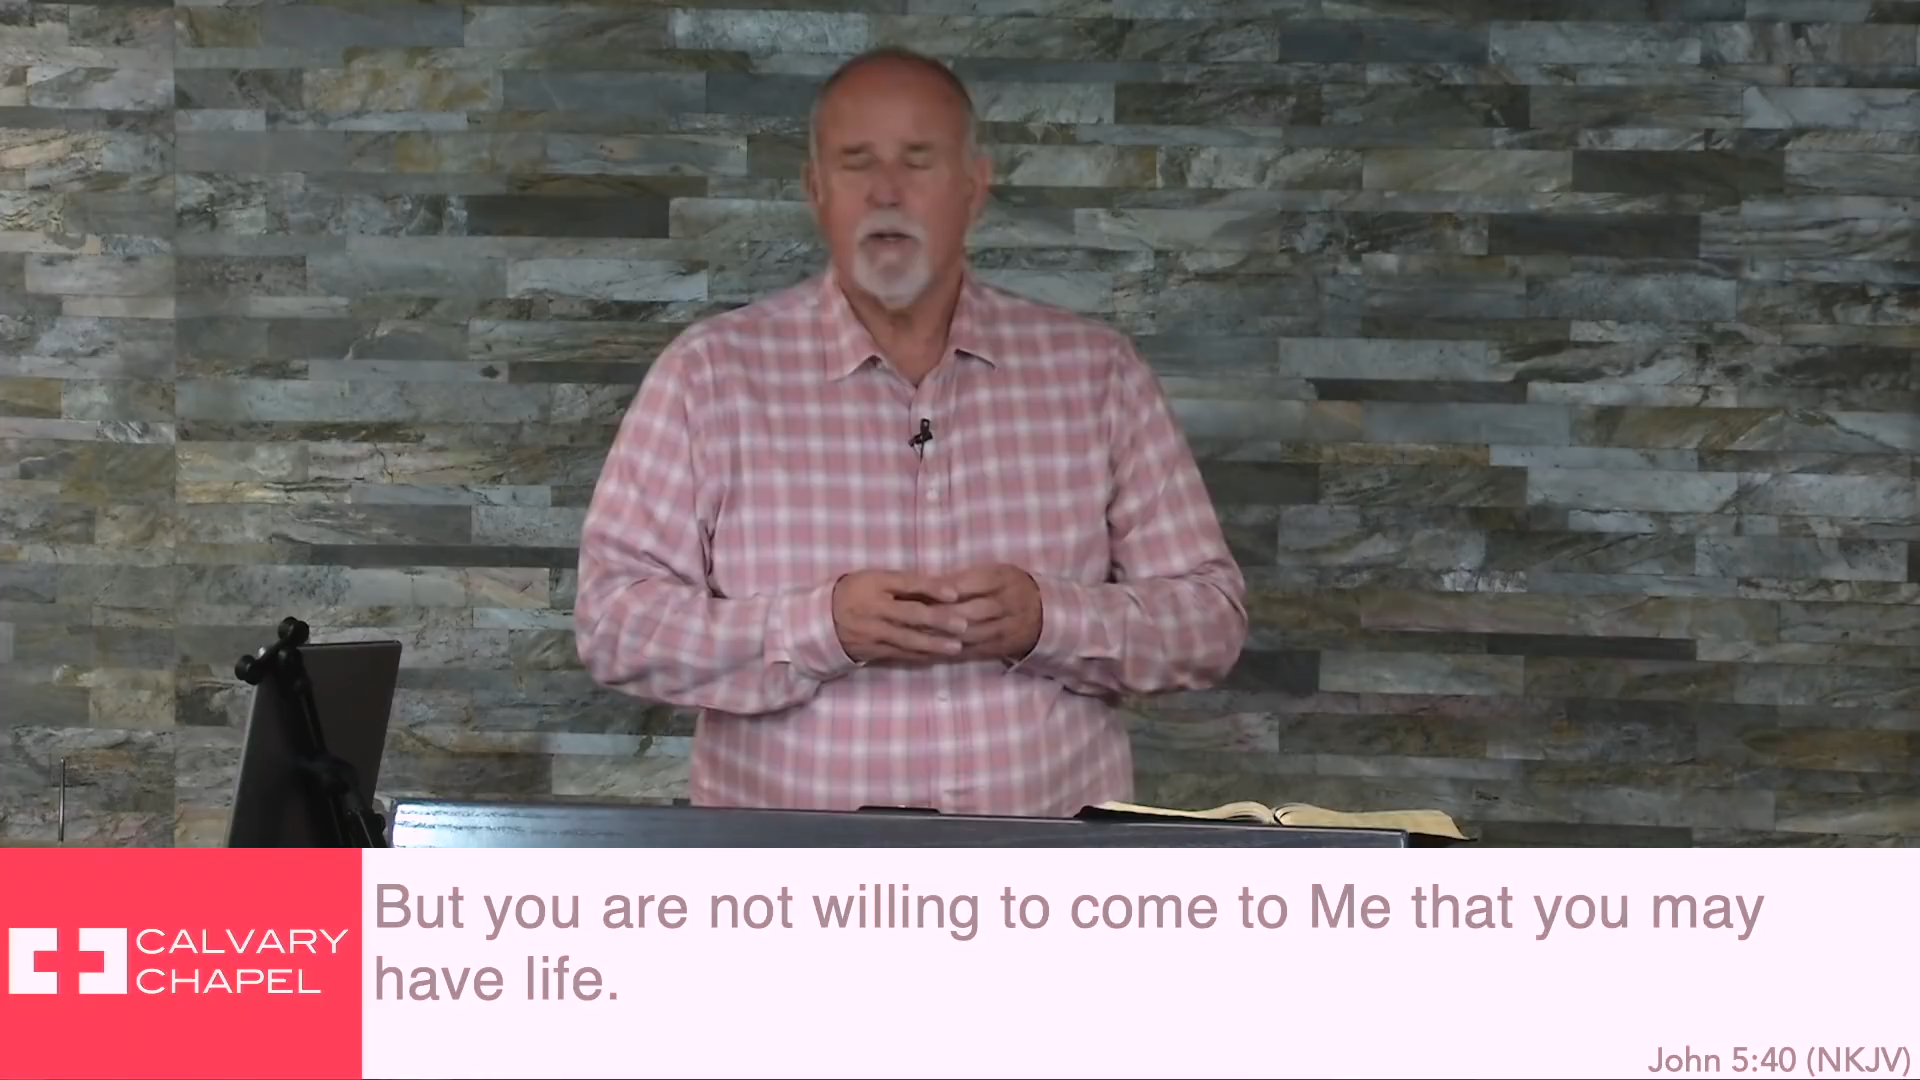 But you are not willing to come to Me that you may
have life.
CALVARY
CHAPEL
John 5:40 (NKJV)